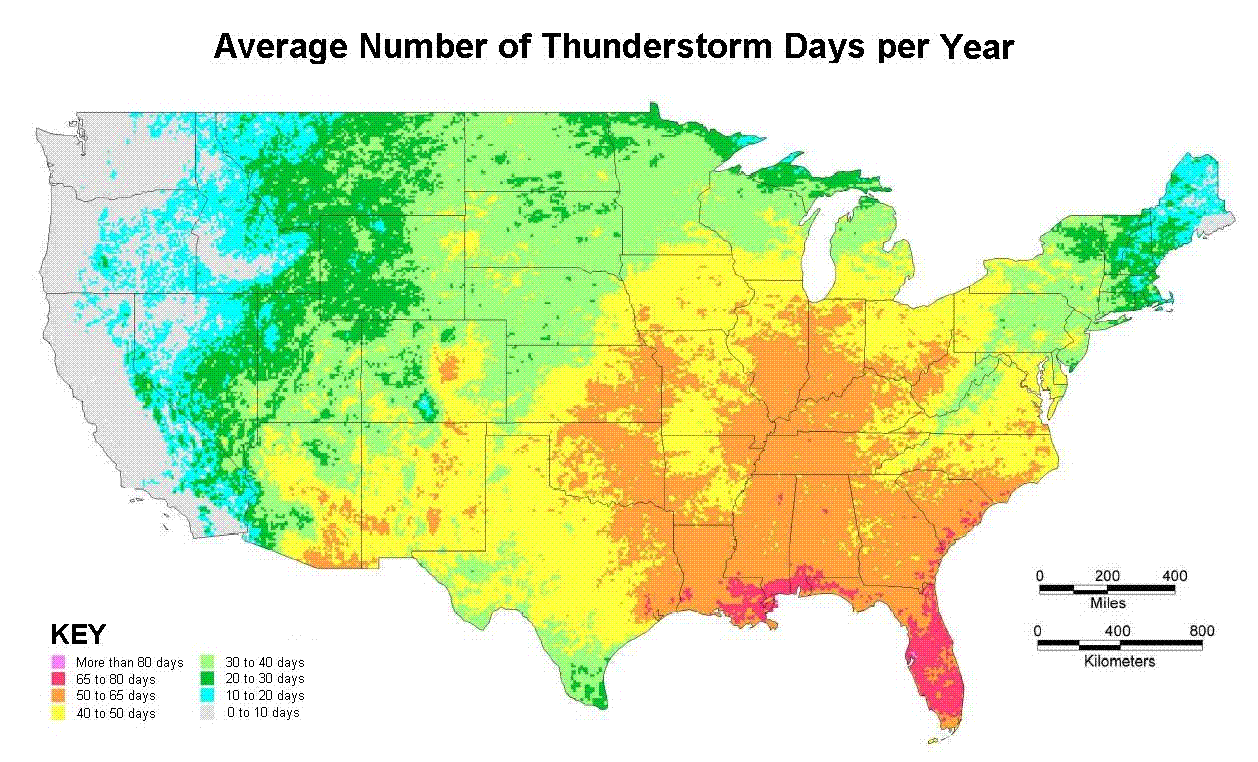 Average Number of Thunderstorm Days per Year
0 200 400
Miles
0 400 800
Kilometers
KEY
More than 80 days 30 to 40 days
65 to 80 days 20 to 30 days
50 to 65 days 10 to 20 days
40 to 50 days 0 to 10 days